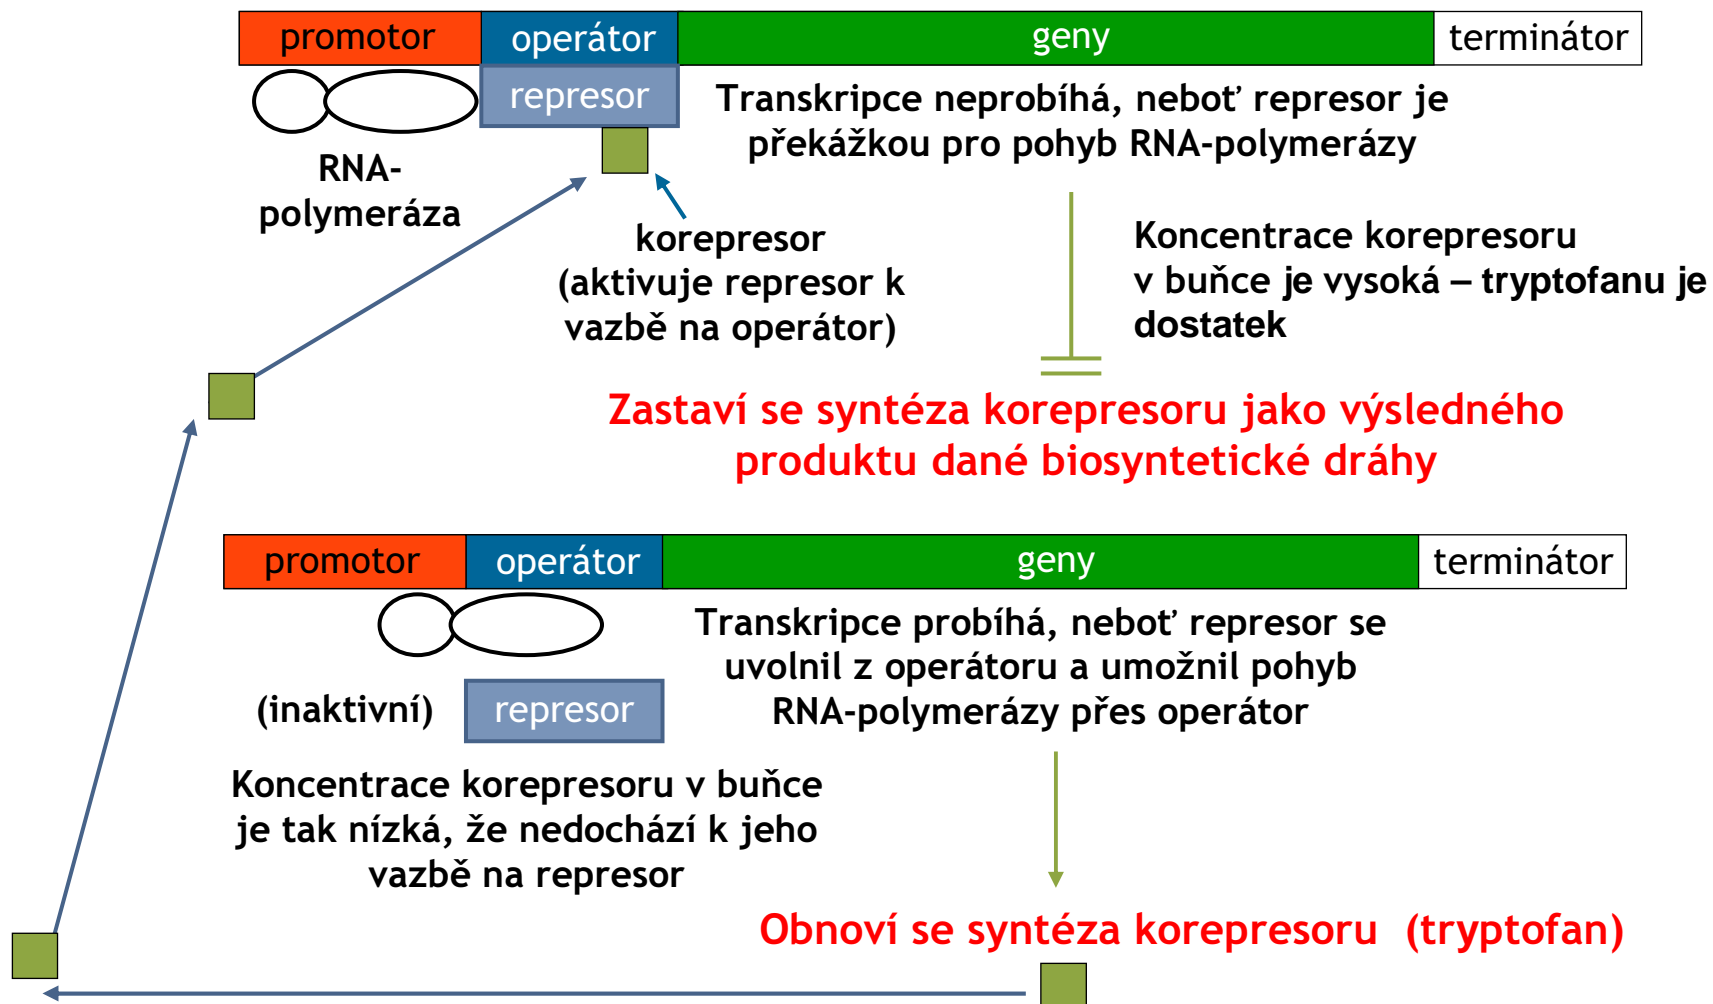 promotor operátor geny terminátor
represor
Transkripce neprobíhá, neboť represor je
překážkou pro pohyb RNA-polymerázy
RNA-
polymeráza
korepresor
(aktivuje represor k
vazbě na operátor)
Koncentrace korepresoru
v buňce je vysoká – tryptofanu je
dostatek
Zastaví se syntéza korepresoru jako výsledného
produktu dané biosyntetické dráhy
promotor operátor geny terminátor
Transkripce probíhá, neboť represor se
uvolnil z operátoru a umožnil pohyb
RNA-polymerázy přes operátor
(inaktivní) represor
Koncentrace korepresoru v buňce
je tak nízká, že nedochází k jeho
vazbě na represor
Obnoví se syntéza korepresoru (tryptofan)